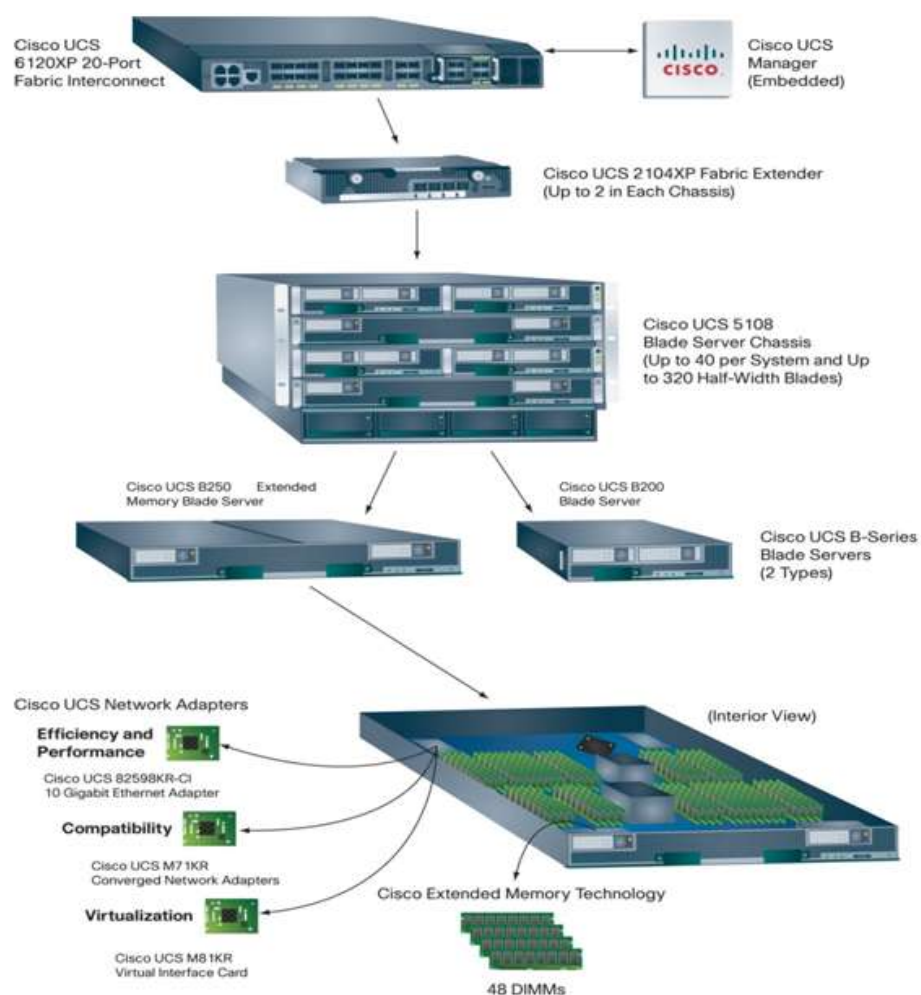 Cisco UCS
6120XP 20-Port
Fabric Interconnect
CISCO
Cisco UCS
Manager
(Embedded)
Cisco UCS 2104XP Fabric Extender
(Up to 2 in Each Chassis)
Cisco UCS 5108
Blade Server Chassis
(Up to 40 per System and Up
to 320 Half-Width Blades)
Cisco UCS B250 Extended
Memory Blade Server
Cisco UCS B200
Blade Server
Cisco UCS B-Series
Blade Servers
(2 Types)
Cisco UCS Network Adapters
(Interior View)
Efficiency and
Performance
Cisco UCS 82598KR-CI
10 Gigabit Ethernet Adapter
Compatibility
Cisco UCS M71KR
Converged Network Adapters
Virtualization
Cisco UCS M81KR
Virtual Interface Card
Cisco Extended Memory Technology
48 DIMMs